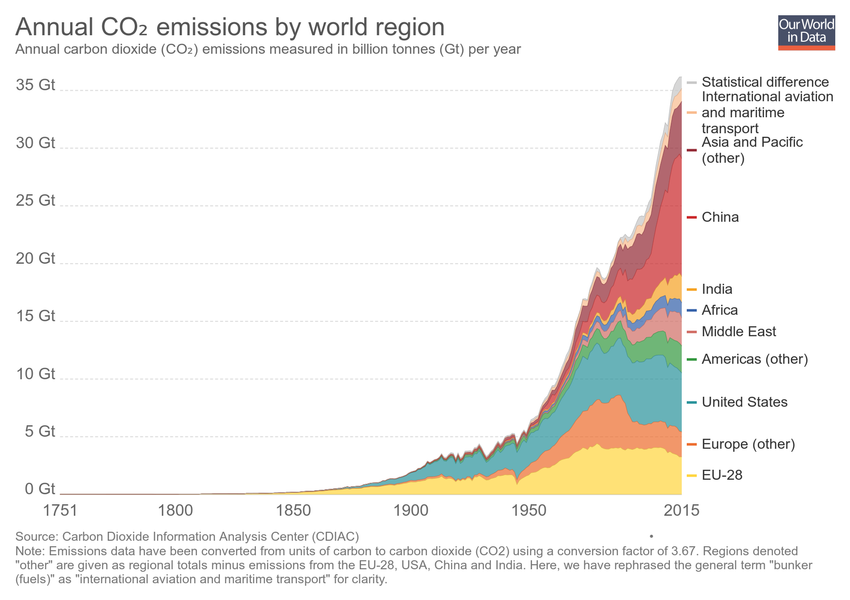 Annual CO₂ emissions by world region
Annual carbon dioxide (CO₂) emissions measured in billion tonnes (Gt) per year
Our World
in Data
35 Gt
30 Gt
25 Gt
20 Gt
15 Gt
10 Gt
5 Gt
0 Gt
1751
1800
1850
1900
1950
2015
Statistical difference
International aviation
and maritime
transport
Asia and Pacific
(other)
China
India
Africa
Middle East
Americas (other)
United States
Europe (other)
EU-28
Source: Carbon Dioxide Information Analysis Center (CDIAC)
Note: Emissions data have been converted from units of carbon to carbon dioxide (CO2) using a conversion factor of 3.67. Regions denoted
"other" are given as regional totals minus emissions from the EU-28, USA, China and India. Here, we have rephrased the general term "bunker
(fuels)" as "international aviation and maritime transport" for clarity.